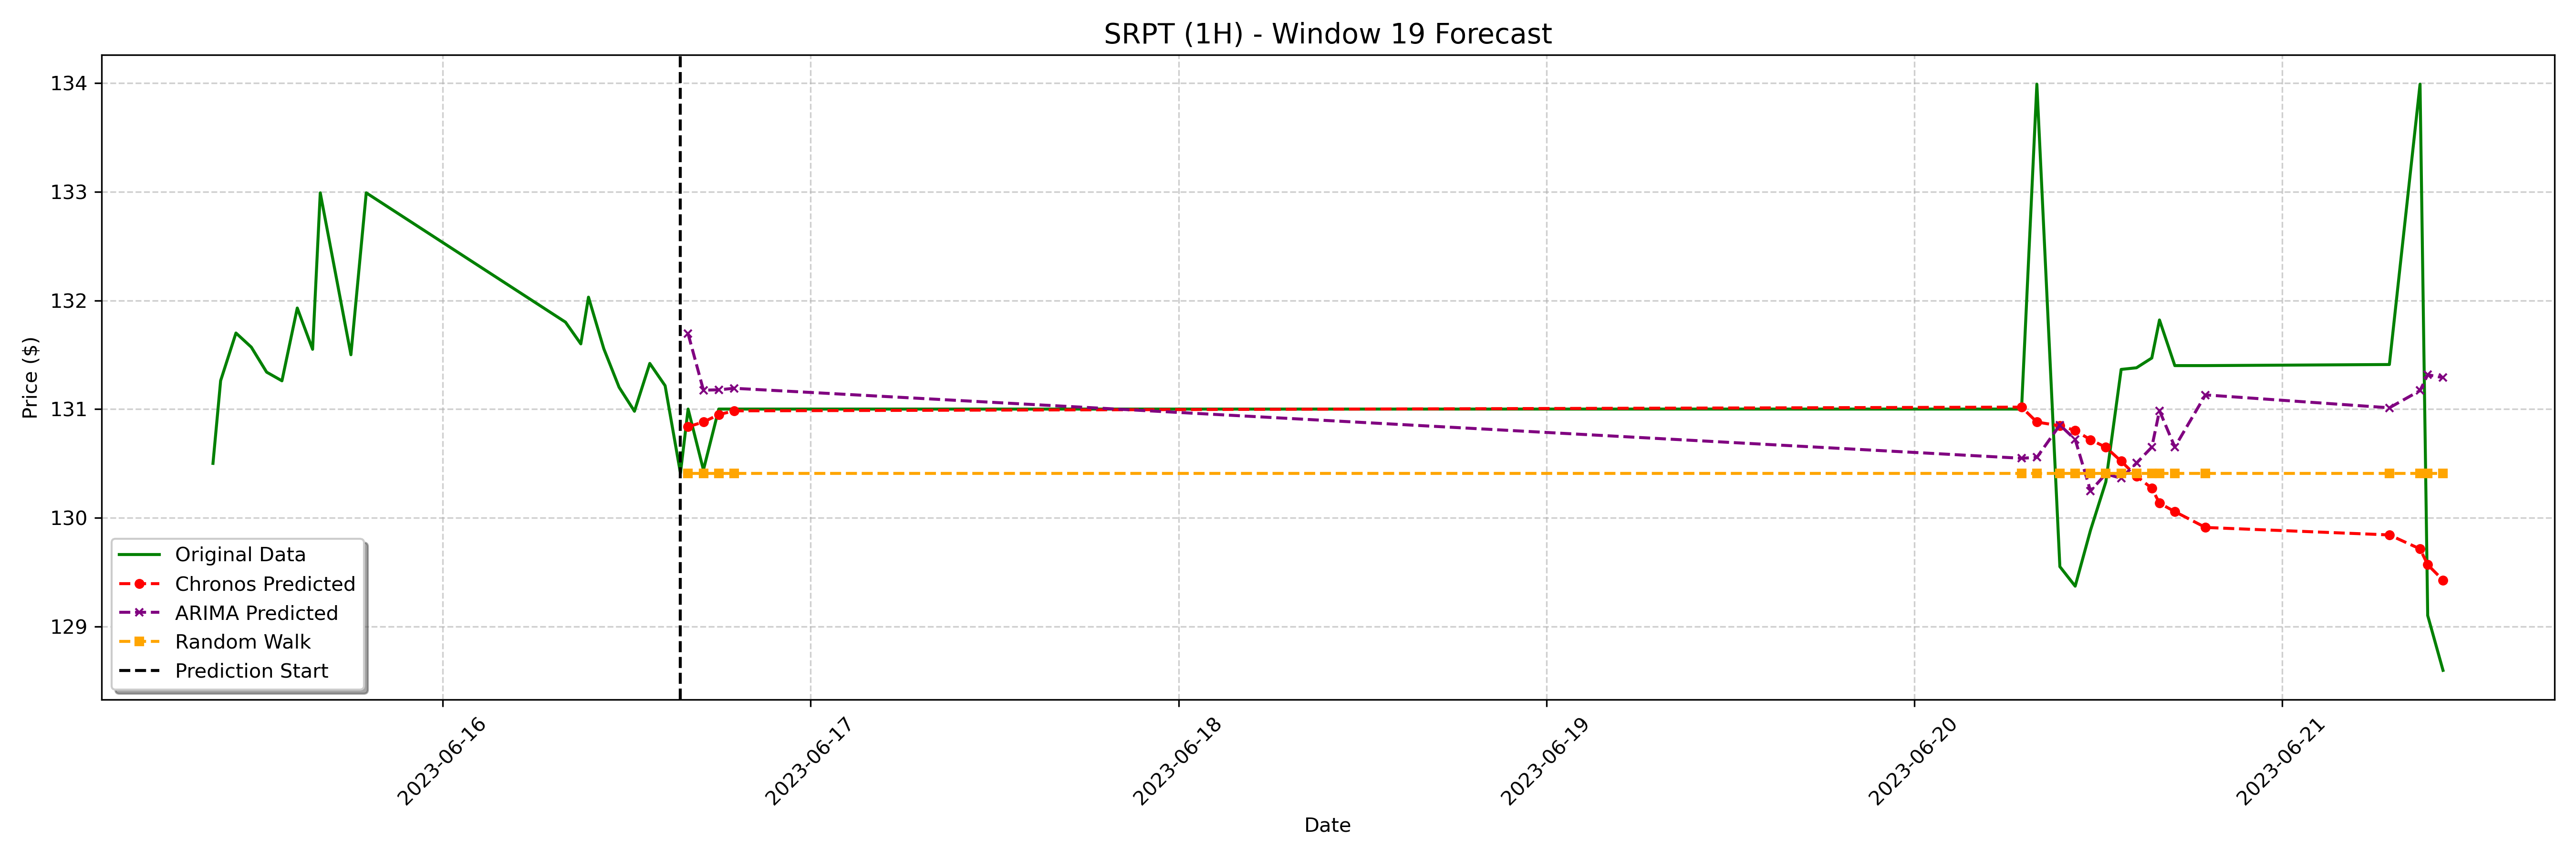 SRPT (1H) - Window 19 Forecast
Price ($)
134
133
132
131
130
129
Original Data
Chronos Predicted
ARIMA Predicted
Random Walk
Prediction Start
2023-06-16
2023-06-17
2023-06-18
2023-06-19
2023-06-20
2023-06-21
Date